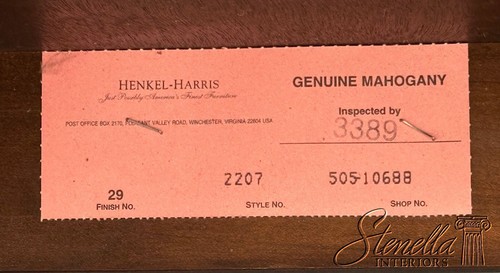 HENKEL-HARRIS
Just Possibly America's Finest Furniture
POST OFFICE BOX 2170, PLEASANT VALLEY ROAD, WINCHESTER, VIRGINIA 22604 USA
GENUINE MAHOGANY
Inspected by
3389
29
FINISH NO.
2207
STYLE NO.
505-10688
SHOP NO.
Stenella
INTERIORS